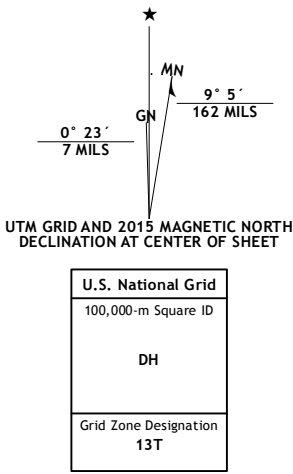 ★
MN
9° 5´
162 MILS
GN
0° 23´
7 MILS
UTM GRID AND 2015 MAGNETIC NORTH
DECLINATION AT CENTER OF SHEET
U.S. National Grid
100,000-m Square ID
DH
Grid Zone Designation
13T